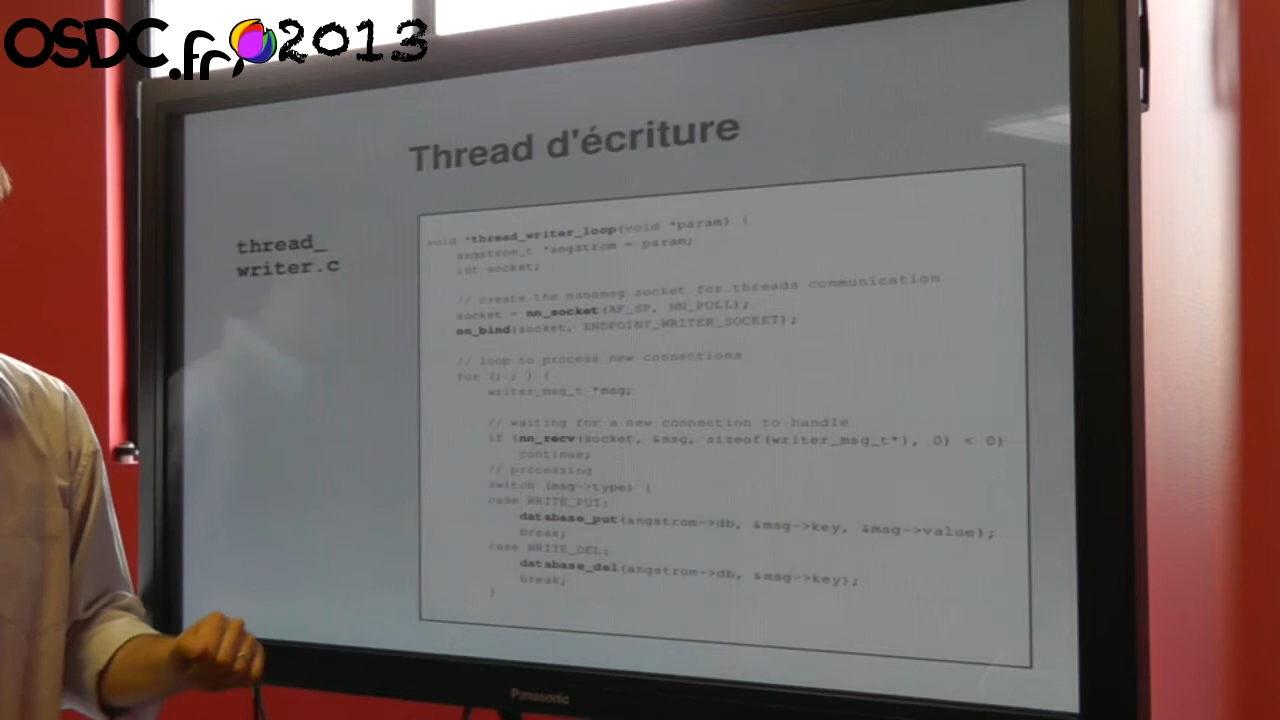 OSDC.fr 2013
Thread d'écriture
thread_
writer.c
void *thread_writer_loop(void *param) {
angstrom_t *angstrom = param;
int socket;
// create the nanomsg socket for threads communication
socket = nn_socket(AF_SP, NN_PULL);
nn_bind(socket, ENDPOINT_WRITER_SOCKET);
// loop to process new connections
for (; ; ) {
writer_msg_t *msg;
// waiting for a new connection to handle
if (nn_recv(socket, &msg, sizeof(writer_msg_t*), 0) < 0)
continue;
// processing
switch (msg->type) {
case WRITE_PUT:
database_put(angstrom->db, &msg->key, &msg->value);
break;
case WRITE_DEL:
database_del(angstrom->db, &msg->key);
break;
}
Panasonic